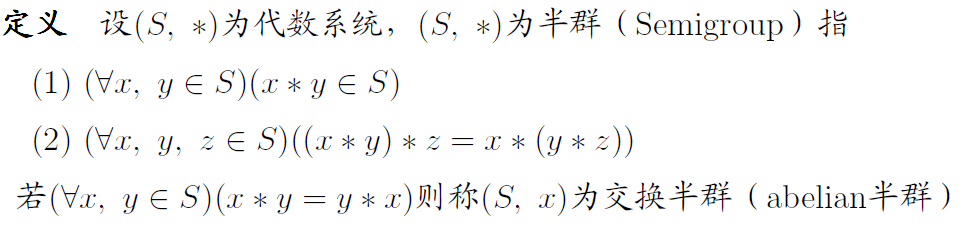 定义 设(S, *)为代数系统，(S, *)为半群（Semigroup）指
(1) (∀x, y ∈ S)(x * y ∈ S)
(2) (∀x, y, z ∈ S)((x * y) * z = x * (y * z))
若(∀x, y ∈ S)(x * y = y * x)则称(S, x)为交换半群（abelian半群）